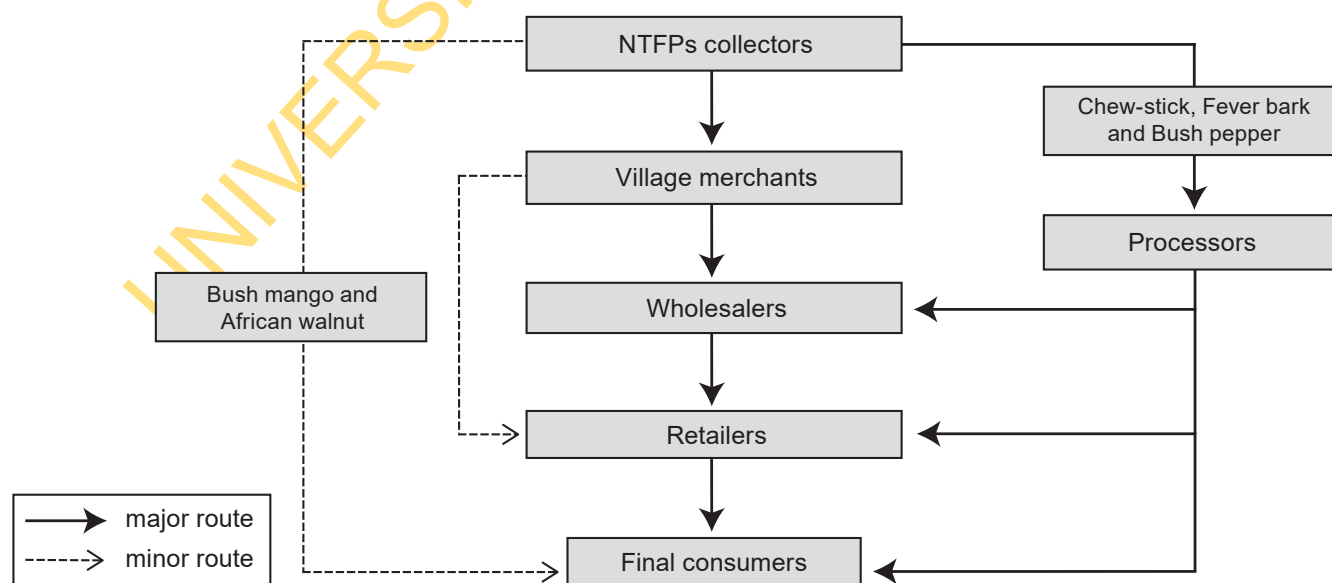 UNIVERS
NTFPs collectors
Chew-stick, Fever bark
and Bush pepper
Village merchants
Processors
Bush mango and
African walnut
Wholesalers
Retailers
major route
minor route
Final consumers